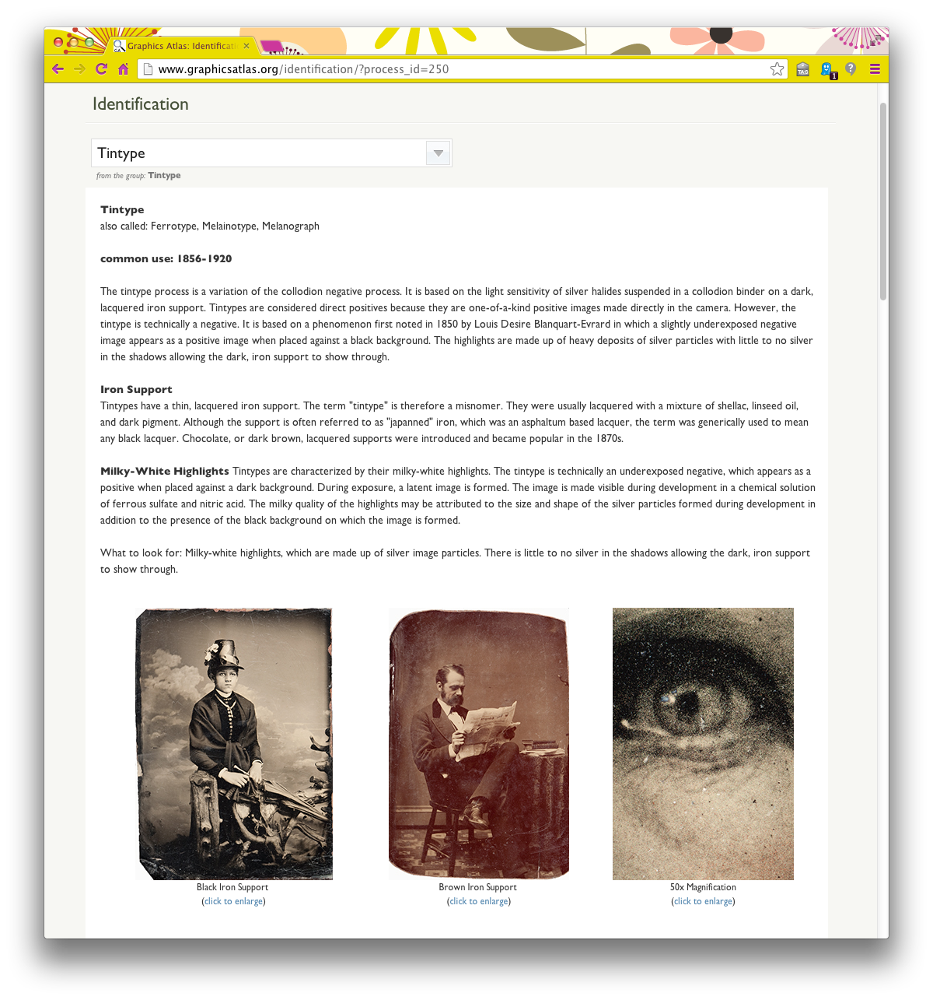 Graphics Atlas: Identificati
www.graphicsatlas.org/identification/?process_id=250
TAG
1
Identification
Tintype
from the group: Tintype
Tintype
also called: Ferrotype, Melainotype, Melanograph
common use: 1856-1920
The tintype process is a variation of the collodion negative process. It is based on the light sensitivity of silver halides suspended in a collodion binder on a dark,
lacquered iron support. Tintypes are considered direct positives because they are one-of-a-kind positive images made directly in the camera. However, the
tintype is technically a negative. It is based on a phenomenon first noted in 1850 by Louis Desire Blanquart-Evrard in which a slightly underexposed negative
image appears as a positive image when placed against a black background. The highlights are made up of heavy deposits of silver particles with little to no silver
in the shadows allowing the dark, iron support to show through.
Iron Support
Tintypes have a thin, lacquered iron support. The term "tintype" is therefore a misnomer. They were usually lacquered with a mixture of shellac, linseed oil,
and dark pigment. Although the support is often referred to as "japanned" iron, which was an asphaltum based lacquer, the term was generically used to mean
any black lacquer. Chocolate, or dark brown, lacquered supports were introduced and became popular in the 1870s.
Milky-White Highlights Tintypes are characterized by their milky-white highlights. The tintype is technically an underexposed negative, which appears as a
positive when placed against a dark background. During exposure, a latent image is formed. The image is made visible during development in a chemical solution
of ferrous sulfate and nitric acid. The milky quality of the highlights may be attributed to the size and shape of the silver particles formed during development in
addition to the presence of the black background on which the image is formed.
What to look for: Milky-white highlights, which are made up of silver image particles. There is little to no silver in the shadows allowing the dark, iron support
to show through.
Black Iron Support
(click to enlarge)
Brown Iron Support
(click to enlarge)
50x Magnification
(click to enlarge)